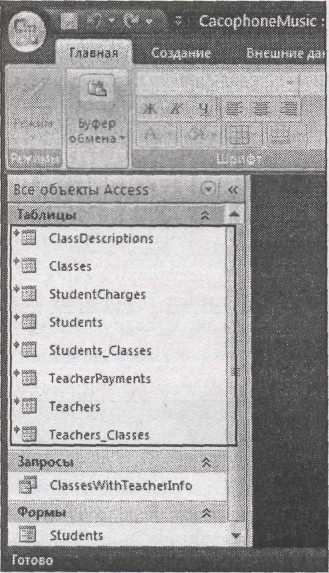 CacophoneMusic :
Главная Создание Внешние дан
Режим
Буфер
обмена
Ж К Ч
Режимы
Шрифт
Все объекты Access «
Таблицы
ClassDescriptions
Classes
StudentCharges
Students
Students_Classes
TeacherPayments
Teachers
Teachers_Classes
Запросы
ClassesWithTeacherInfo
Формы
Students
Готово